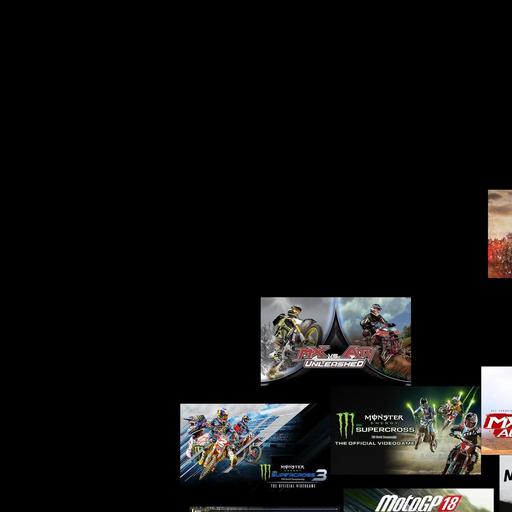 MX vs. ATV
UNLEASHED
MONSTER
ENERGY
SUPERCROSS
THE OFFICIAL VIDEOGAME
MONSTER
ENERGY
SUPERCROSS 3
THE OFFICIAL VIDEOGAME
MX
MotoGP 18